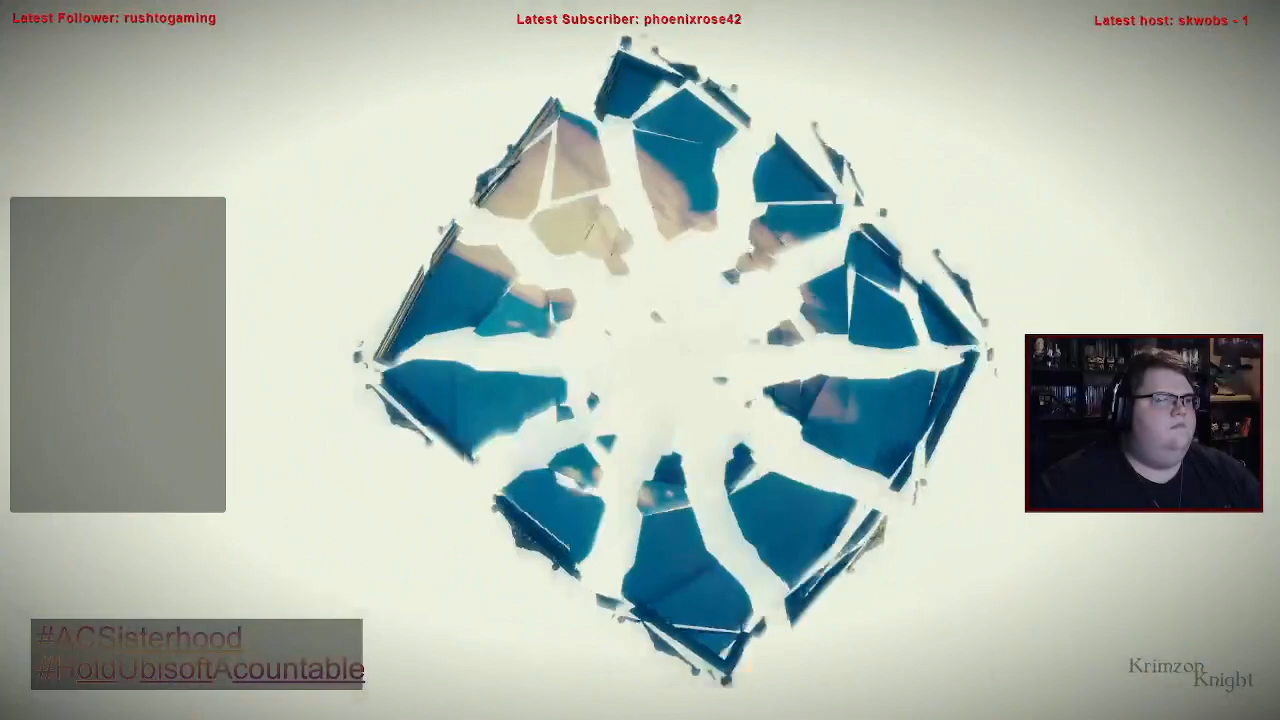 Latest Follower: rushtogaming
Latest Subscriber: phoenixrose42
Latest host: skwobs - 1
#ACSisterhood
#HoldUbisoftAcountable
Krimzon
Knight